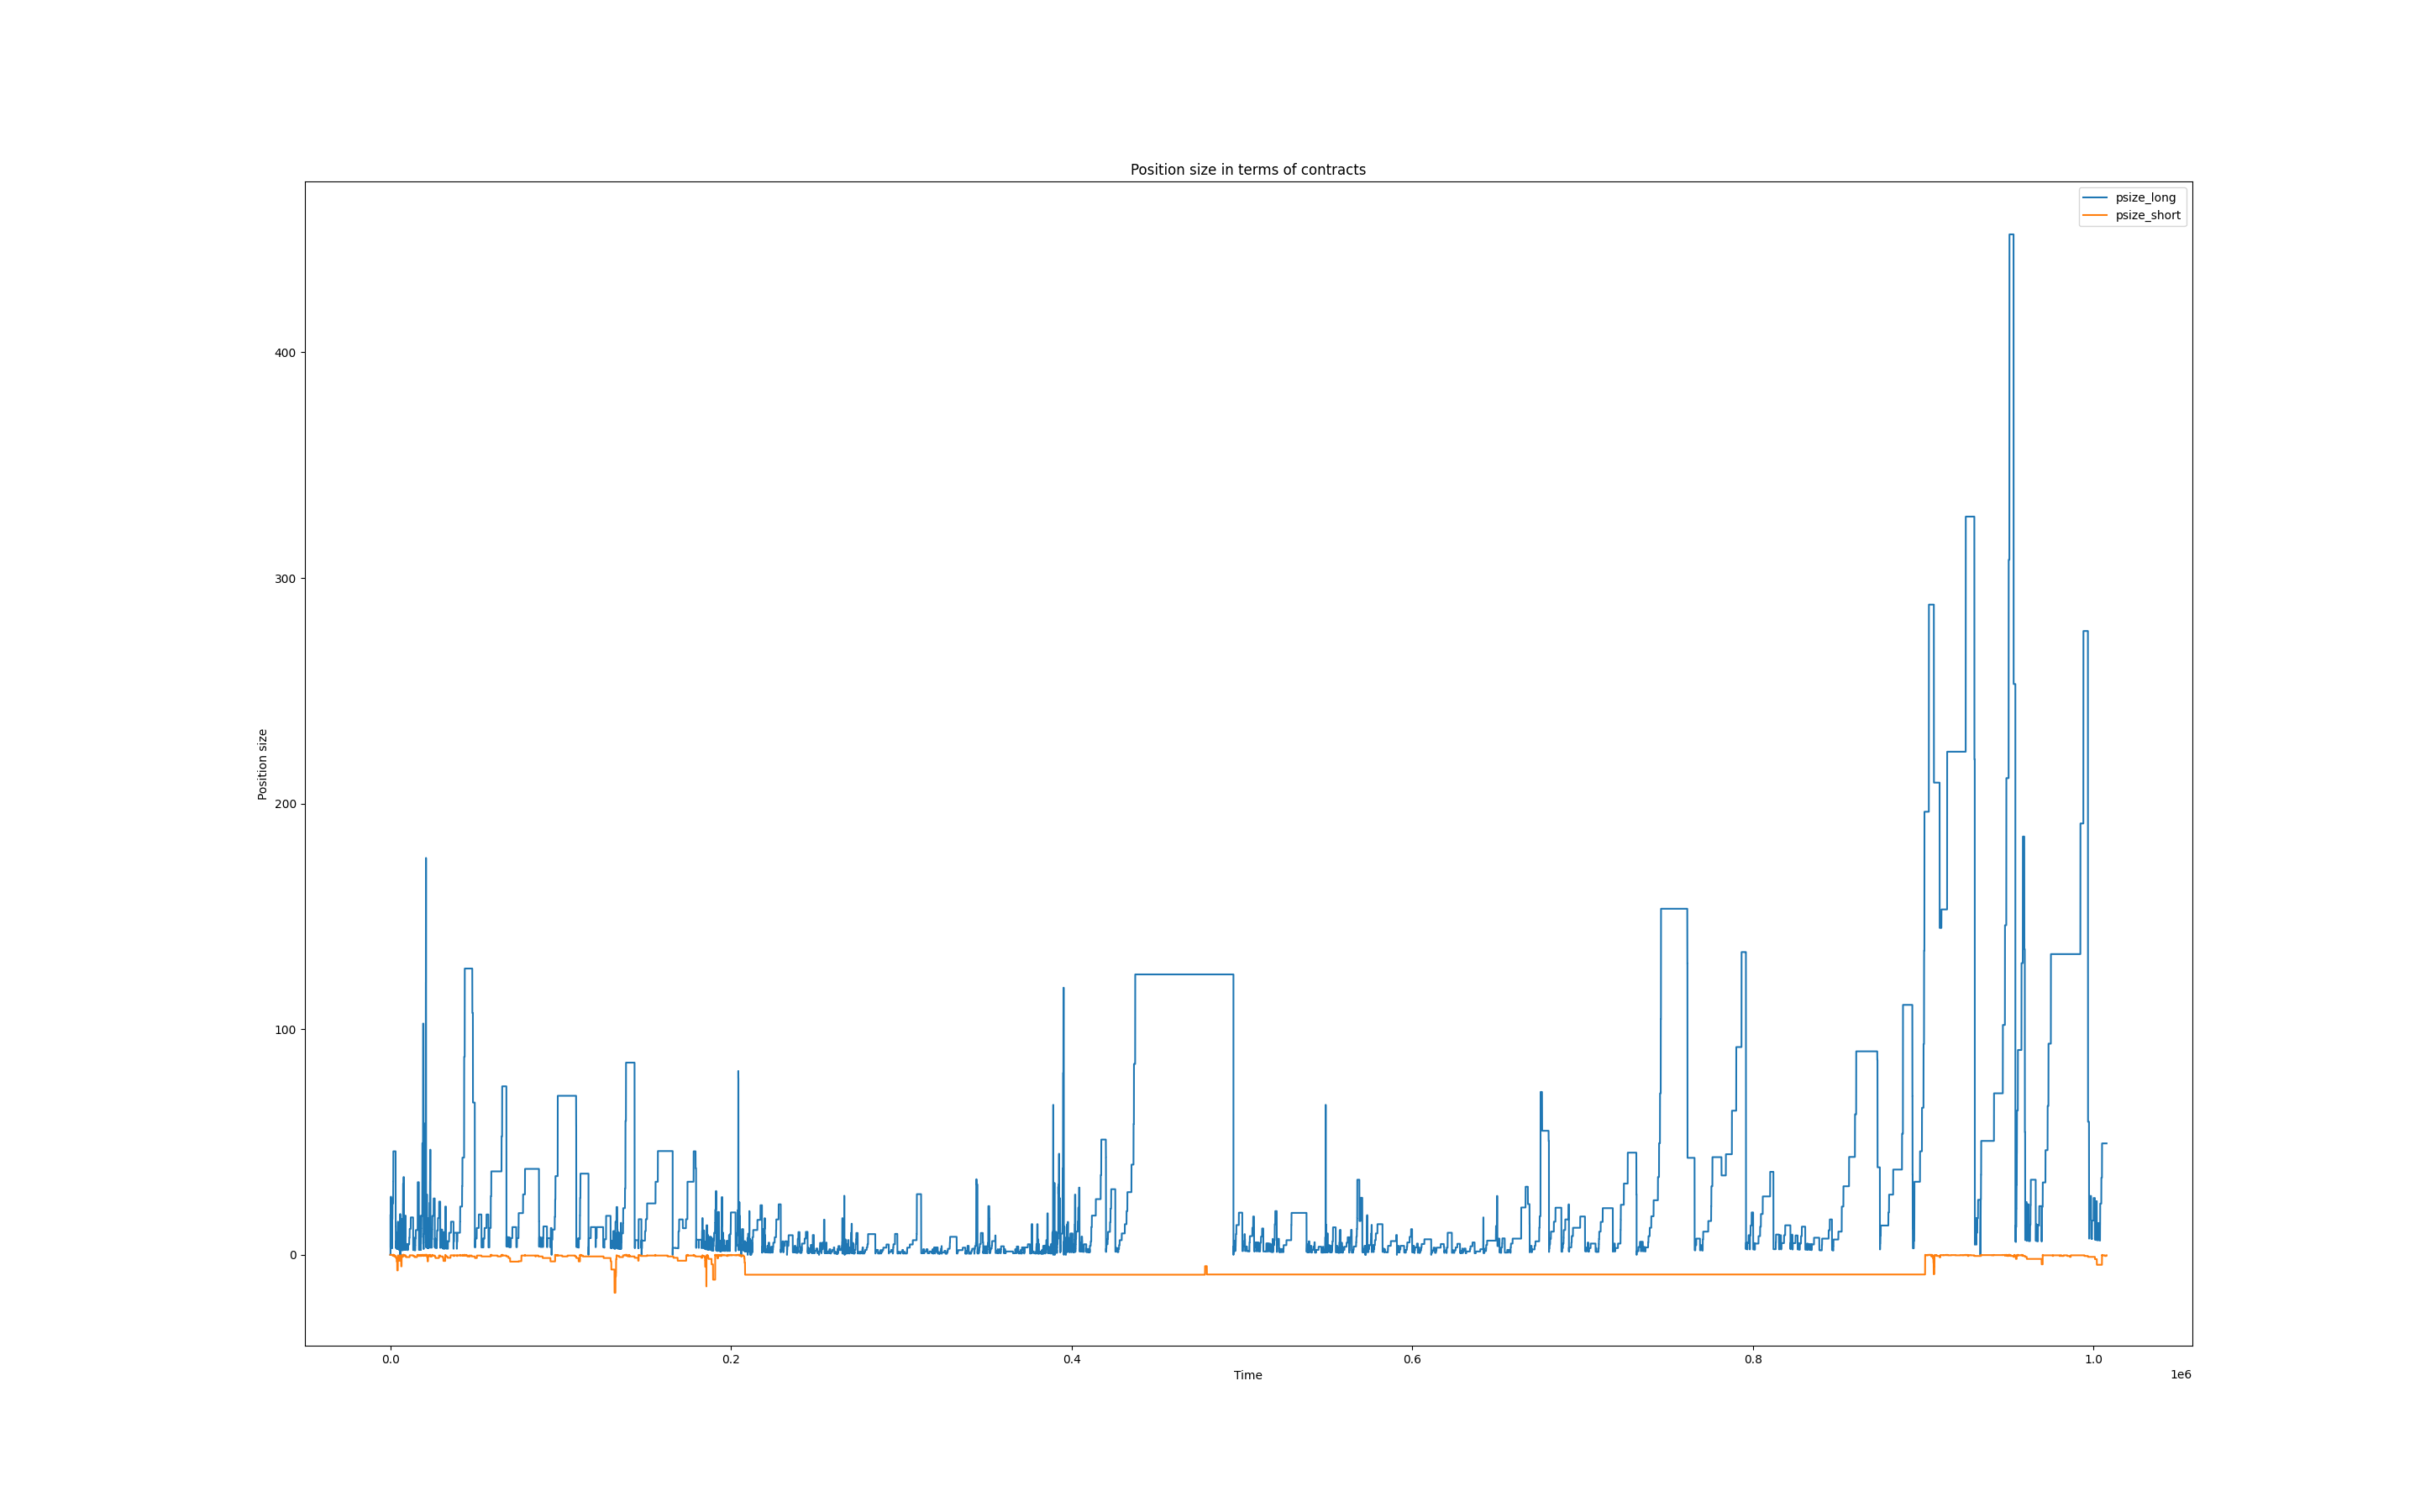 Position size in terms of contracts
psize_long
psize_short
Position size
400
300
200
100
0
0.0
0.2
0.4
0.6
0.8
1.0
Time
1e6